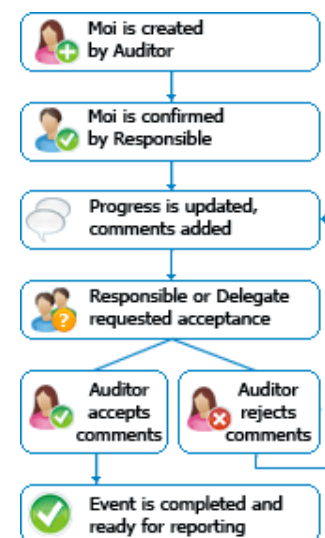 Moi is created
by Auditor
Moi is confirmed
by Responsible
Progress is updated,
comments added
Responsible or Delegate
requested acceptance
Auditor
accepts
comments
Auditor
rejects
comments
Event is completed and
ready for reporting